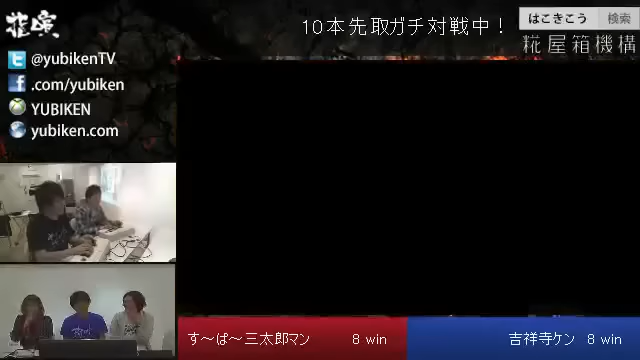 指拳
10本先取ガチ対戦中！
はこきこう 検索
糀屋箱機構
@yubikenTV
.com/yubiken
YUBIKEN
yubiken.com
す～ぱ～三太郎マン 8 win
吉祥寺ケン 8 win